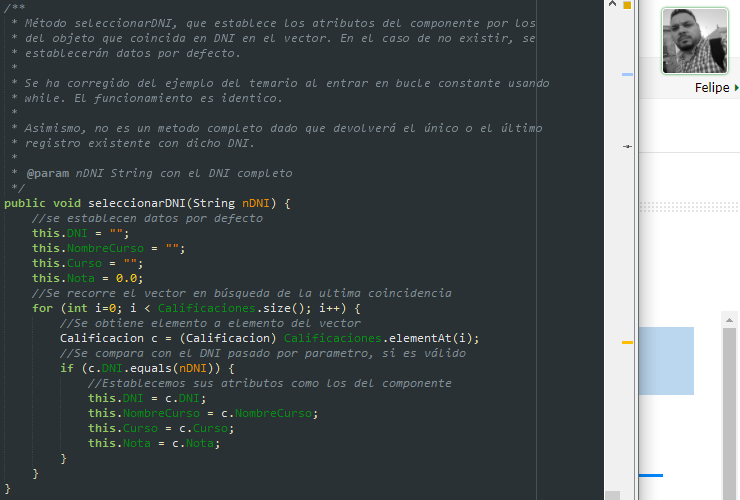 /**
* Método seleccionarDNI, que establece los atributos del componente por los
* del objeto que coincida en DNI en el vector. En el caso de no existir, se
* establecerán datos por defecto.
*
* Se ha corregido del ejemplo del temario al entrar en bucle constante usando
* while. El funcionamiento es identico.
*
* Asimismo, no es un metodo completo dado que devolverá el único o el último
* registro existente con dicho DNI.
*
* @param nDNI String con el DNI completo
*/
public void seleccionarDNI(String nDNI) {
//se establecen datos por defecto
this.DNI = "";
this.NombreCurso = "";
this.Curso = "";
this.Nota = 0.0;
//Se recorre el vector en búsqueda de la ultima coincidencia
for (int i=0; i < Calificaciones.size(); i++) {
//Se obtiene elemento a elemento del vector
Calificacion c = (Calificacion) Calificaciones.elementAt(i);
//Se compara con el DNI pasado por parametro, si es válido
if (c.DNI.equals(nDNI)) {
//Establecemos sus atributos como los del componente
this.DNI = c.DNI;
this.NombreCurso = c.NombreCurso;
this.Curso = c.Curso;
this.Nota = c.Nota;
}
}
}
Felipe